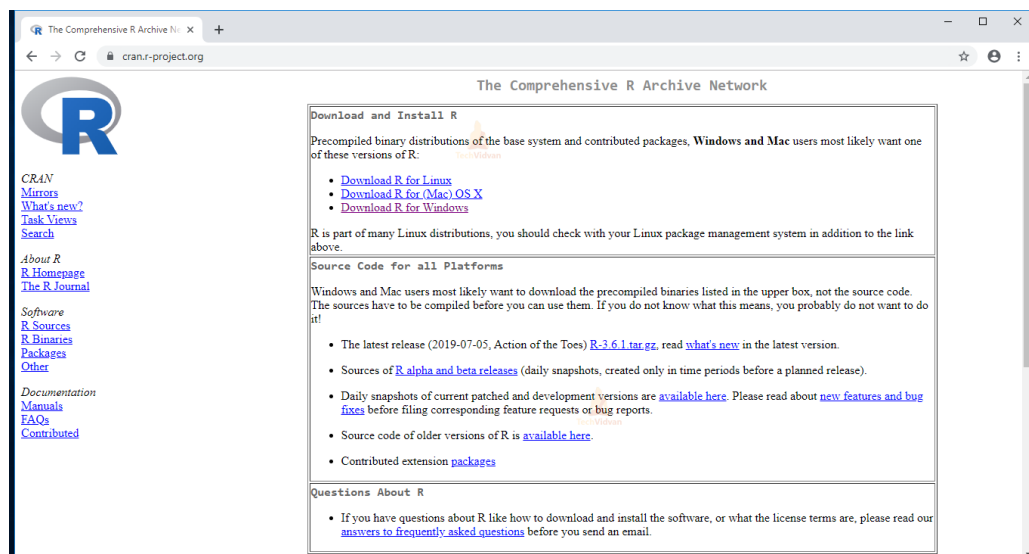 The Comprehensive R Archive Ne
cran.r-project.org
R
CRAN
Mirrors
What's new?
Task Views
Search
About R
R Homepage
The R Journal
Software
R Sources
R Binaries
Packages
Other
Documentation
Manuals
FAQs
Contributed
The Comprehensive R Archive Network
Download and Install R
Precompiled binary distributions of the base system and contributed packages, Windows and Mac users most likely want one
of these versions of R:
• Download R for Linux
• Download R for (Mac) OS X
• Download R for Windows
R is part of many Linux distributions, you should check with your Linux package management system in addition to the link
above.
Source Code for all Platforms
Windows and Mac users most likely want to download the precompiled binaries listed in the upper box, not the source code.
The sources have to be compiled before you can use them. If you do not know what this means, you probably do not want to do
it!
• The latest release (2019-07-05, Action of the Toes) R-3.6.1.tar.gz, read what's new in the latest version.
• Sources of R alpha and beta releases (daily snapshots, created only in time periods before a planned release).
• Daily snapshots of current patched and development versions are available here. Please read about new features and bug
fixes before filing corresponding feature requests or bug reports.
• Source code of older versions of R is available here.
• Contributed extension packages
Questions About R
• If you have questions about R like how to download and install the software, or what the license terms are, please read our
answers to frequently asked questions before you send an email.
TechVidvan
TechVidvan